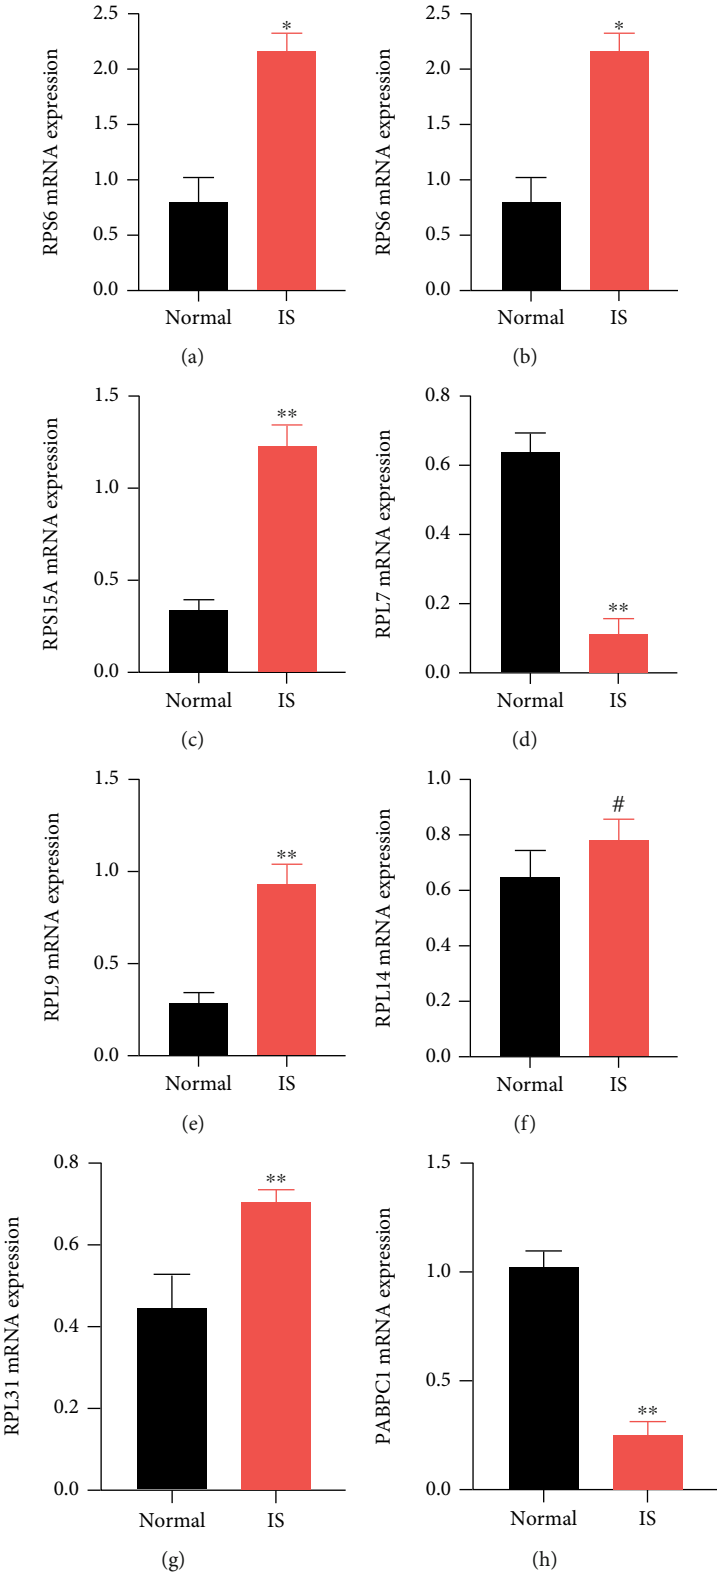 RPS6 mRNA expression
2.5
2.0
1.5
1.0
0.5
0.0
*
Normal IS
(a)
RPS6 mRNA expression
2.5
2.0
1.5
1.0
0.5
0.0
*
Normal IS
(b)
RPS15A mRNA expression
1.5
1.0
0.5
0.0
**
Normal IS
(c)
RPL7 mRNA expression
0.8
0.6
0.4
0.2
0.0
**
Normal IS
(d)
RPL9 mRNA expression
1.5
1.0
0.5
0.0
**
Normal IS
(e)
RPL14 mRNA expression
1.0
0.8
0.6
0.4
0.2
0.0
#
Normal IS
(f)
RPL31 mRNA expression
0.8
0.6
0.4
0.2
0.0
**
Normal IS
(g)
PABPC1 mRNA expression
1.5
1.0
0.5
0.0
**
Normal IS
(h)